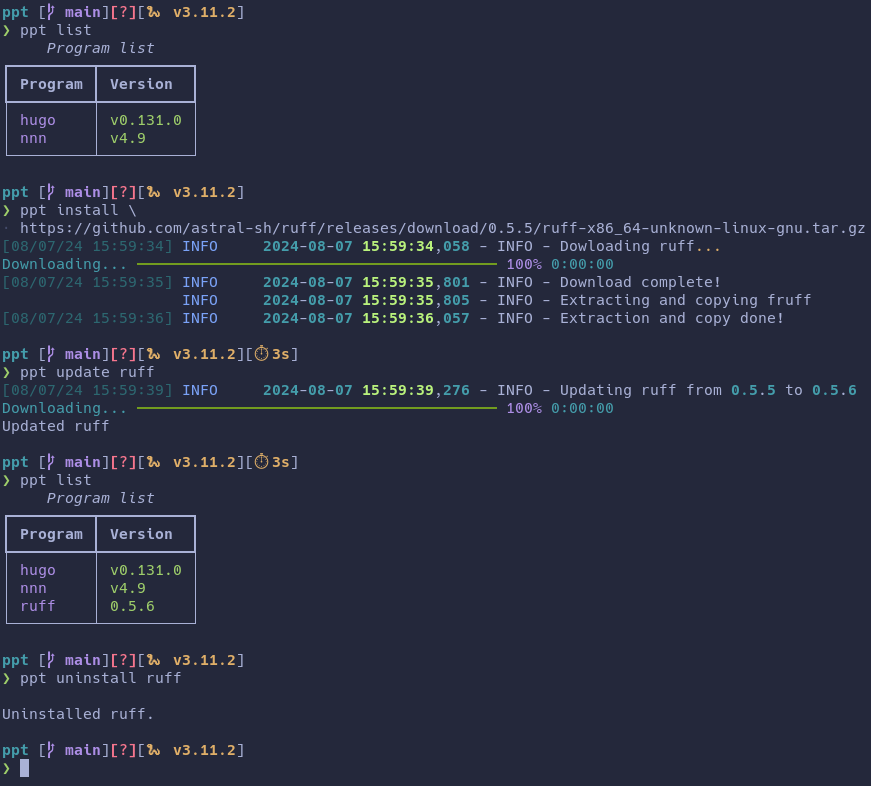 ppt [ main][?][ v3.11.2]
❯ ppt list
Program list
Program Version
hugo v0.131.0
nnn v4.9
ppt [ main][?][ v3.11.2]
❯ ppt install \
· https://github.com/astral-sh/ruff/releases/download/0.5.5/ruff-x86_64-unknown-linux-gnu.tar.gz
[08/07/24 15:59:34] INFO 2024-08-07 15:59:34,058 - INFO - Dowloading ruff...
Downloading... 100% 0:00:00
[08/07/24 15:59:35] INFO 2024-08-07 15:59:35,801 - INFO - Download complete!
INFO 2024-08-07 15:59:35,805 - INFO - Extracting and copying fruff
[08/07/24 15:59:36] INFO 2024-08-07 15:59:36,057 - INFO - Extraction and copy done!
ppt [ main][?][ v3.11.2][⏱3s]
❯ ppt update ruff
[08/07/24 15:59:39] INFO 2024-08-07 15:59:39,276 - INFO - Updating ruff from 0.5.5 to 0.5.6
Downloading... 100% 0:00:00
Updated ruff
ppt [ main][?][ v3.11.2][⏱3s]
❯ ppt list
Program list
Program Version
hugo v0.131.0
nnn v4.9
ruff 0.5.6
ppt [ main][?][ v3.11.2]
❯ ppt uninstall ruff
Uninstalled ruff.
ppt [ main][?][ v3.11.2]
❯